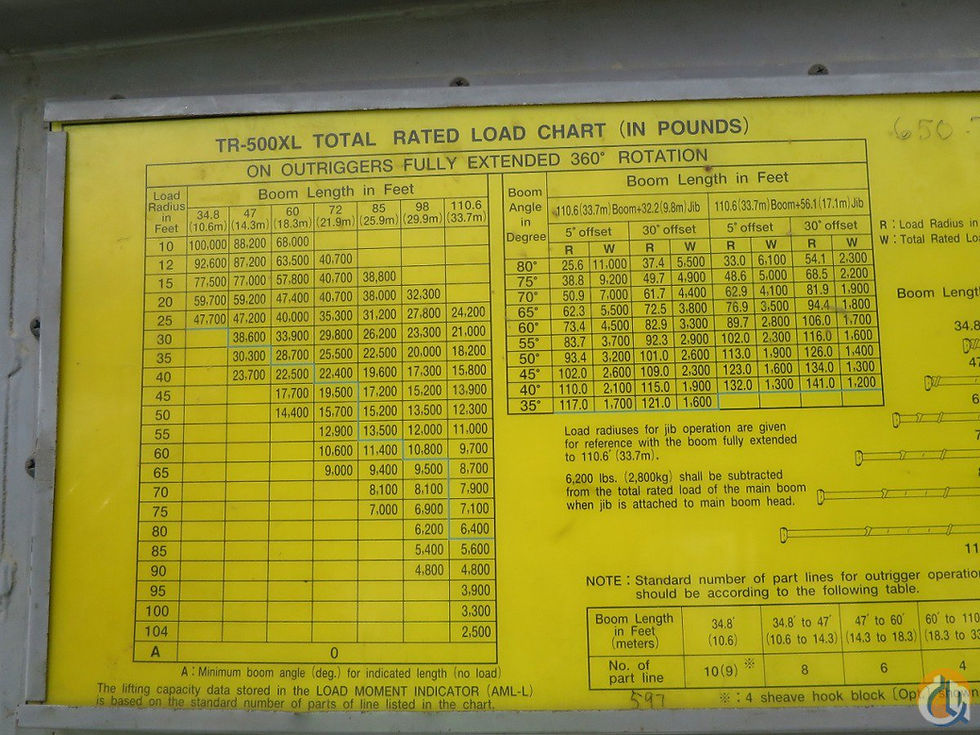 TR-500XL TOTAL RATED LOAD CHART (IN POUNDS)
650
ON OUTRIGGERS FULLY EXTENDED 360° ROTATION
Load Radius in Feet
Boom Length in Feet
34.8 47 60 72 85 98 110.6
(10.6m) (14.3m) (18.3m) (21.9m) (25.9m) (29.9m) (33.7m)
10 100,000 88,200 68,000
12 92,600 87,200 63,500 40,700
15 77,500 77,000 57,800 40,700 38,800
20 59,700 59,200 47,400 40,700 38,000 32,300
25 47,700 47,200 40,000 35,300 31,200 27,800 24,200
30 38,600 33,900 29,800 26,200 23,300 21,000
35 30,300 28,700 25,500 22,500 20,000 18,200
40 23,700 22,500 22,400 19,600 17,300 15,800
45 17,700 19,500 17,200 15,200 13,900
50 14,400 15,700 15,200 13,500 12,300
55 12,900 13,500 12,000 11,000
60 10,600 11,400 10,800 9,700
65 9,000 9,400 9,500 8,700
70 8,100 8,100 7,900
75 7,000 6,900 7,100
80 6,200 6,400
85 5,400 5,600
90 4,800 4,800
95 3,900
100 3,300
104 2,500
A 0
A : Minimum boom angle (deg.) for indicated length (no load)
The lifting capacity data stored in the LOAD MOMENT INDICATOR (AML-L)
is based on the standard number of parts of line listed in the chart.
Boom Angle in Degree
Boom Length in Feet
110.6(33.7m)Boom+32.2(9.8m)Jib 110.6(33.7m)Boom+56.1(17.1m)Jib
5° offset 30° offset 5° offset 30° offset
R W R W R W R W
80° 25.6 11,000 37.4 5,500 33.0 6,100 54.1 2,300
75° 38.8 9,200 49.7 4,900 48.6 5,000 68.5 2,200
70° 50.9 7,000 61.7 4,400 62.9 4,100 81.9 1,900
65° 62.3 5,500 72.5 3,800 76.9 3,500 94.4 1,800
60° 73.4 4,500 82.9 3,300 89.7 2,800 106.0 1,700
55° 83.7 3,700 92.3 2,900 102.0 2,300 116.0 1,600
50° 93.4 3,200 101.0 2,600 113.0 1,900 126.0 1,400
45° 102.0 2,600 109.0 2,300 123.0 1,600 134.0 1,300
40° 110.0 2,100 115.0 1,900 132.0 1,300 141.0 1,200
35° 117.0 1,700 121.0 1,600
Load radiuses for jib operation are given
for reference with the boom fully extended
to 110.6' (33.7m).
6,200 lbs. (2,800kg) shall be subtracted
from the total rated load of the main boom
when jib is attached to main boom head.
R : Load Radius in
W : Total Rated
Boom
34.8
47
NOTE : Standard number of part lines for outrigger
should be according to the following table.
Boom Length in Feet (meters) 34.8' (10.6) 34.8' to 47' (10.6 to 14.3) 47' to 60' (14.3 to 18.3) 60' to 110 (18.3 to
No. of part line 10(9)※ 8 6 4
597
※ : 4 sheave hook block